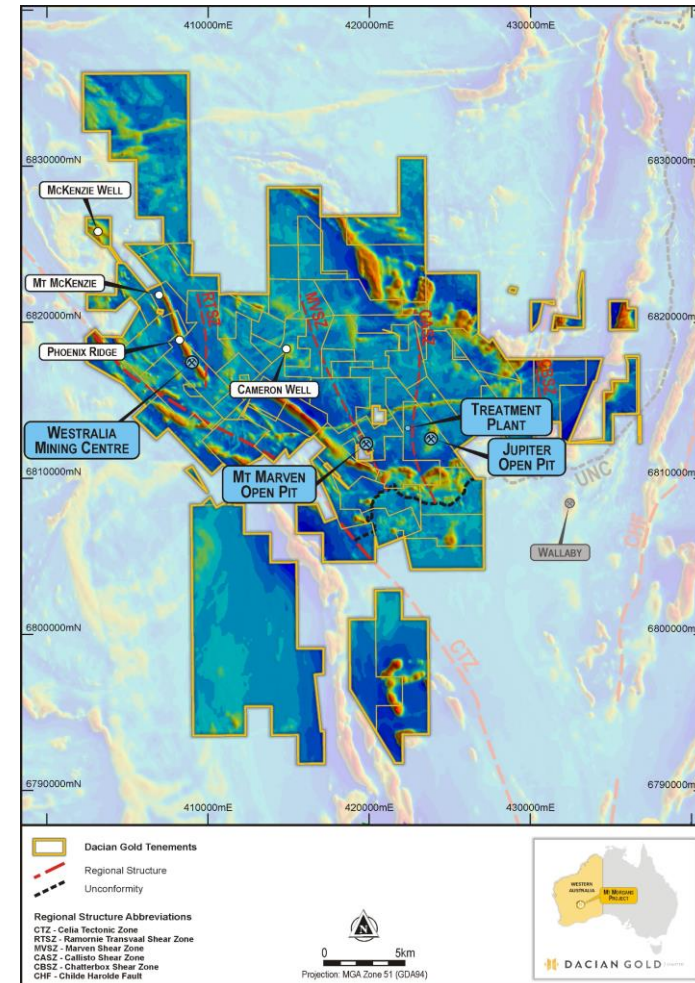 410000mE
420000mE
430000mE
6830000mN
6830000m
MCKENZIE WELL
MT MCKENZIE
6820000mN
6820000m
RTSZ
MVSZ
CASZ
CBSZ
PHOENIX RIDGE
CAMERON WELL
WESTRALIA
MINING CENTRE
TREATMENT
PLANT
JUPITER
OPEN PIT
MT MARVEN
OPEN PIT
6810000mN
6810000m
UNC
CHF
WALLABY
6800000mN
6800000m
CTZ
6790000mN
6790000m
410000mE
420000mE
430000mE
Dacian Gold Tenements
Regional Structure
Unconformity
Regional Structure Abbreviations
CTZ - Celia Tectonic Zone
RTSZ - Ramornie Transvaal Shear Zone
MVSZ - Marven Shear Zone
CASZ - Callisto Shear Zone
CBSZ - Chatterbox Shear Zone
CHF - Childe Harolde Fault
0 5km
Projection: MGA Zone 51 (GDA94)
WESTERN
AUSTRALIA
MT MORGANS
PROJECT
DACIAN GOLD